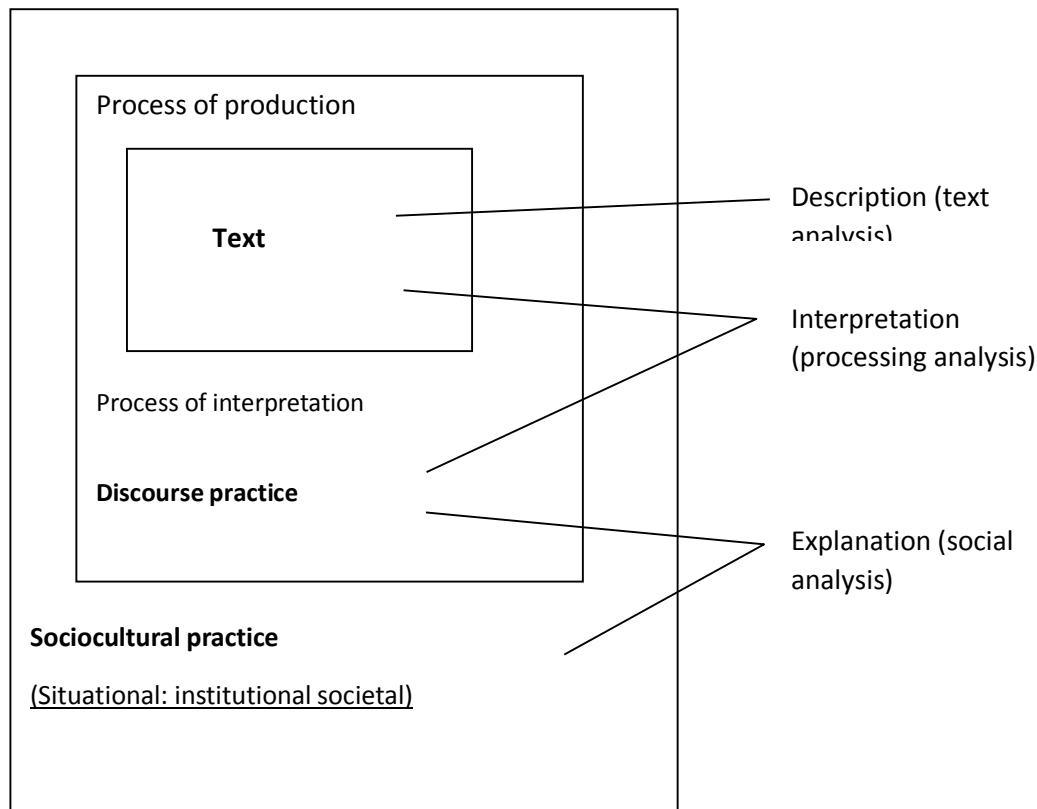 Process of production
Text
Process of interpretation
Discourse practice
Sociocultural practice
(Situational: institutional societal)
Description (text
analysis)
Interpretation
(processing analysis)
Explanation (social
analysis)